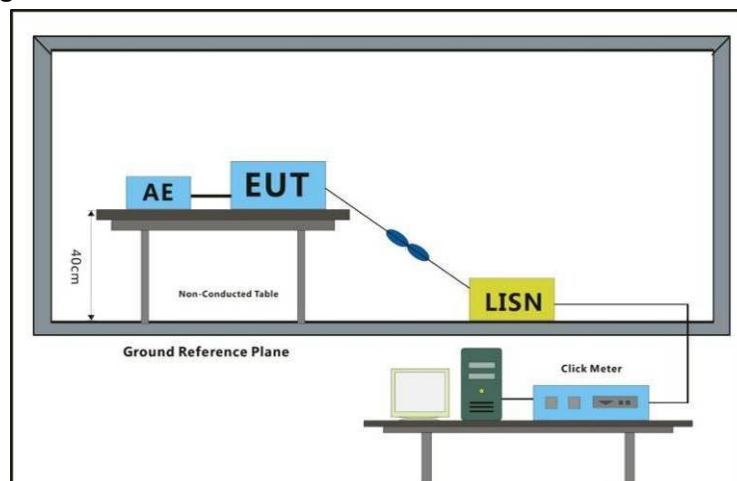 AE
EUT
40cm
Non-Conducted Table
LISN
Ground Reference Plane
Click Meter